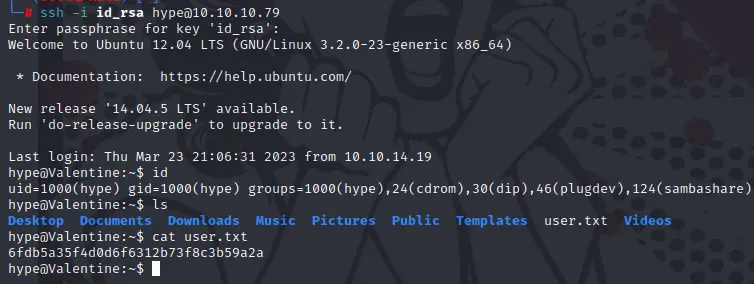 # ssh -i id_rsa hype@10.10.10.79
Enter passphrase for key 'id_rsa':
Welcome to Ubuntu 12.04 LTS (GNU/Linux 3.2.0-23-generic x86_64)
* Documentation:  https://help.ubuntu.com/
New release '14.04.5 LTS' available.
Run 'do-release-upgrade' to upgrade to it.
Last login: Thu Mar 23 21:06:31 2023 from 10.10.14.19
hype@Valentine:~$ id
uid=1000(hype) gid=1000(hype) groups=1000(hype),24(cdrom),30(dip),46(plugdev),124(sambashare)
hype@Valentine:~$ ls
Desktop  Documents  Downloads  Music  Pictures  Public  Templates  user.txt  Videos
hype@Valentine:~$ cat user.txt
6fdb5a35f4d0d6f6312b73f8c3b59a2a
hype@Valentine:~$